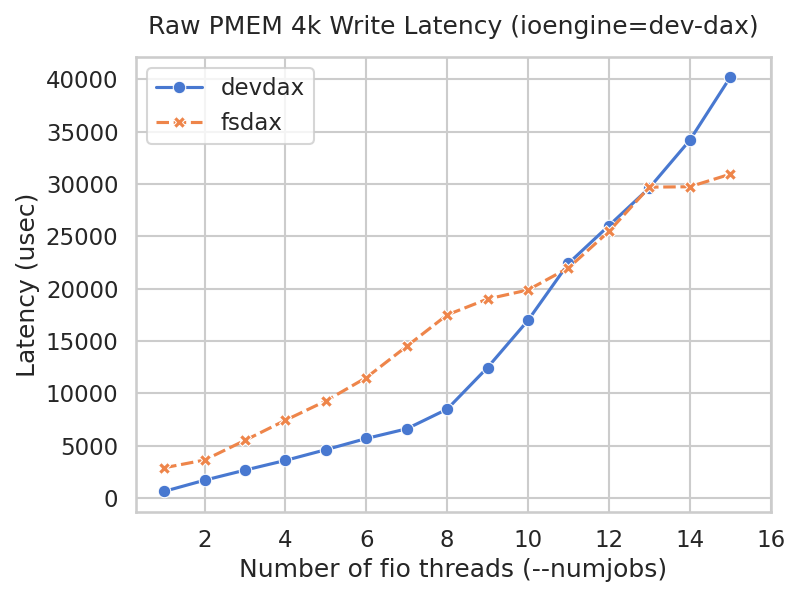 Raw PMEM 4k Write Latency (ioengine=dev-dax)
devdax
fsdax
Latency (usec)
40000
35000
30000
25000
20000
15000
10000
5000
0
2 4 6 8 10 12 14 16
Number of fio threads (--numjobs)